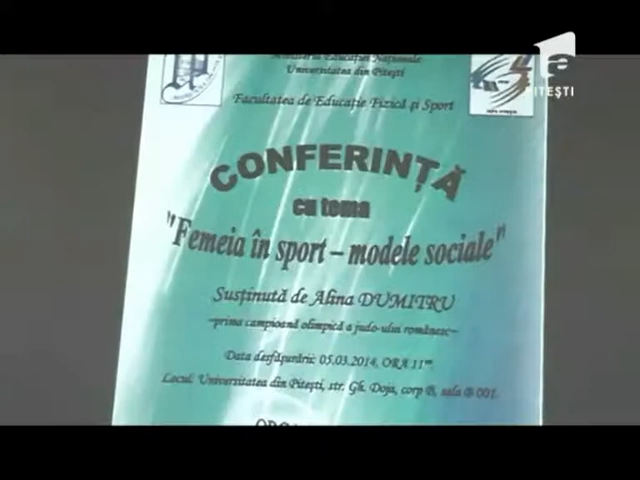 Ministerul Educației Naționale
Universitatea din Pitești
Facultatea de Educație Fizică și Sport
CONFERINȚĂ
cu tema
"Femeia în sport – modele sociale"
Susținută de Alina DUMITRU
–prima campioană olimpică a judo-ului românesc–
Data desfășurării: 05.03.2014, ORA 11⁰⁰
Locul: Universitatea din Pitești, str. Gh. Doja, corp B, sala B 001.
a
PITEȘTI